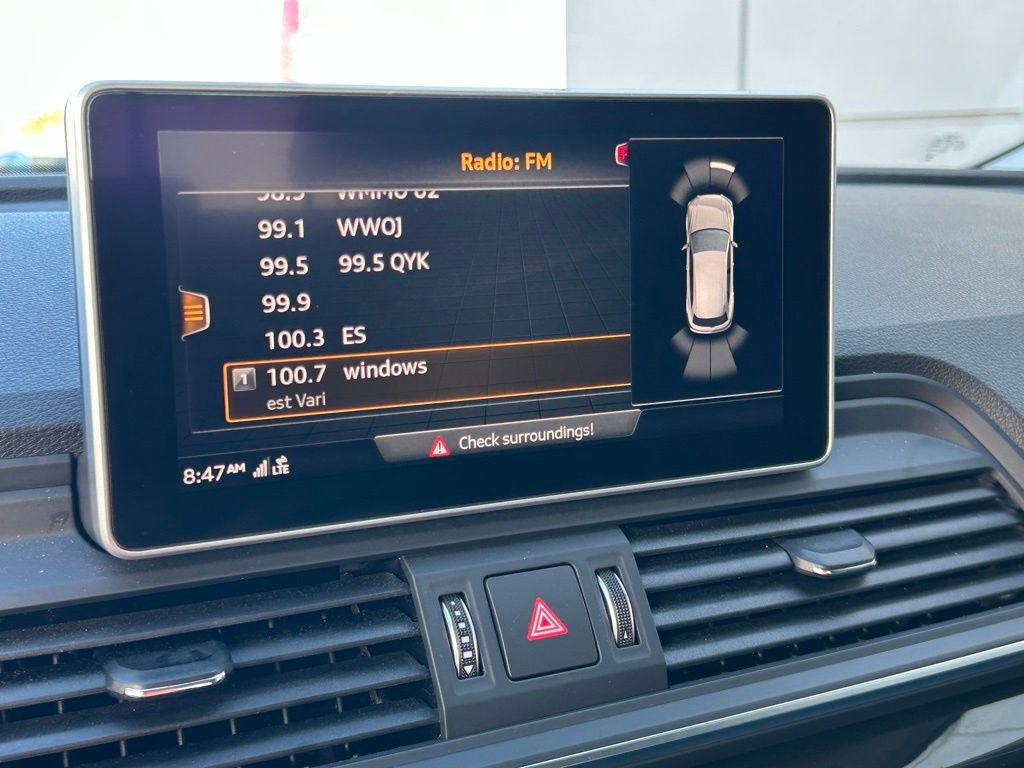 Radio: FM
99.1 WWOJ
99.5 99.5 QYK
99.9
100.3 ES
1 100.7 windows
est Vari
Check surroundings!
8:47AM LTE